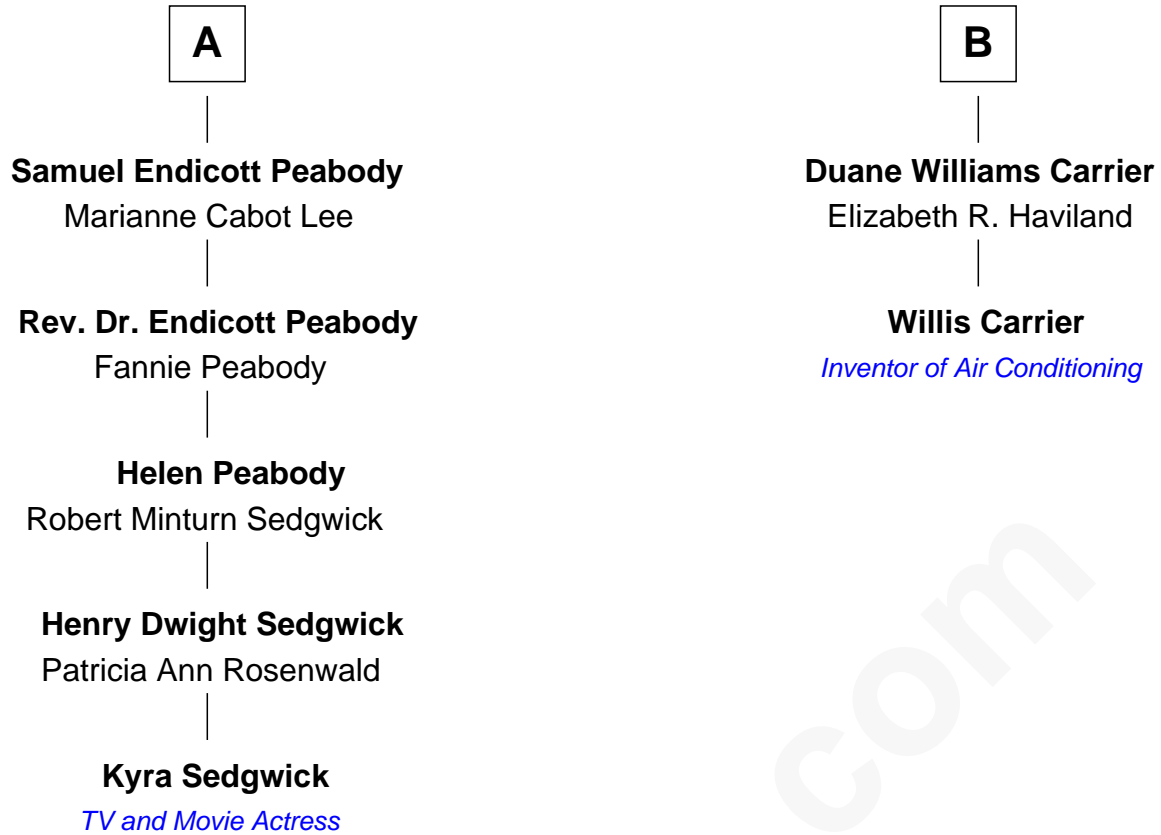 A
Samuel Endicott Peabody
Marianne Cabot Lee
Rev. Dr. Endicott Peabody
Fannie Peabody
Helen Peabody
Robert Minturn Sedgwick
Henry Dwight Sedgwick
Patricia Ann Rosenwald
Kyra Sedgwick
TV and Movie Actress
B
Duane Williams Carrier
Elizabeth R. Haviland
Willis Carrier
Inventor of Air Conditioning
com